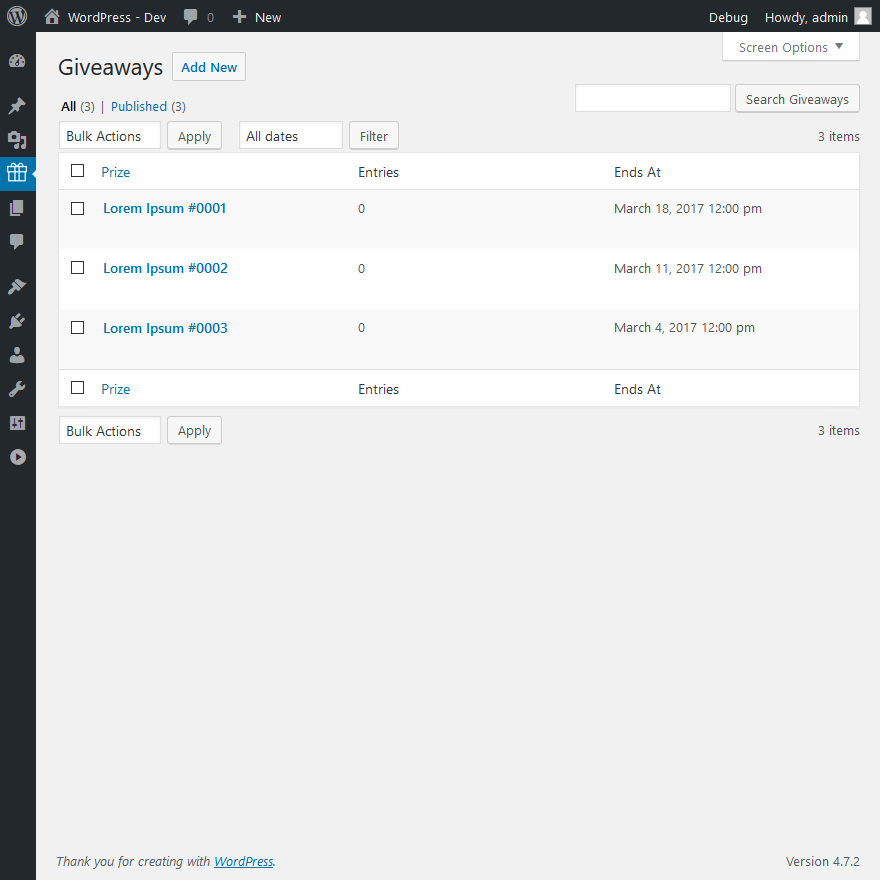 WordPress - Dev 0 New Debug Howdy, admin
Screen Options
Giveaways Add New
All (3) | Published (3)
Search Giveaways
Bulk Actions Apply All dates Filter 3 items
Prize Entries Ends At
Lorem Ipsum #0001 0 March 18, 2017 12:00 pm
Lorem Ipsum #0002 0 March 11, 2017 12:00 pm
Lorem Ipsum #0003 0 March 4, 2017 12:00 pm
Prize Entries Ends At
Bulk Actions Apply 3 items
Thank you for creating with WordPress. Version 4.7.2